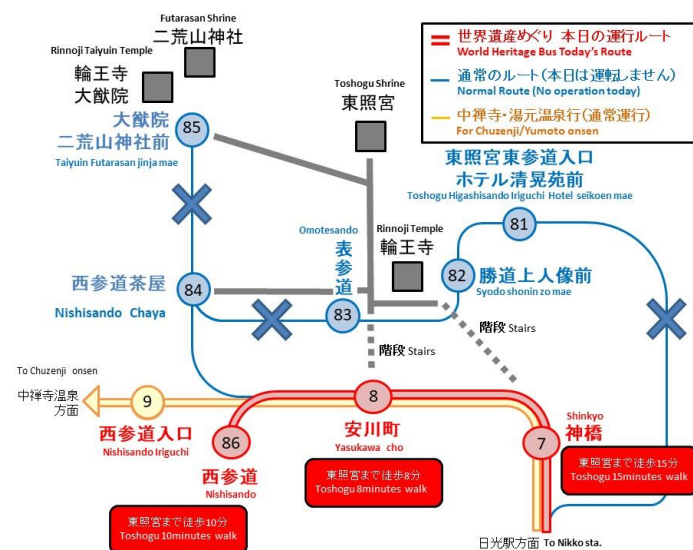 Futarasan Shrine
二荒山神社
Rinnoji Taiyuin Temple
輪王寺
大猷院
Toshogu Shrine
東照宮
世界遺産めぐり 本日の運行ルート
World Heritage Bus Today's Route
通常のルート(本日は運転しません)
Normal Route (No operation today)
中禅寺・湯元温泉行(通常運行)
For Chuzenji/Yumoto onsen
大猷院
二荒山神社前
Taiyuin Futarasan jinja mae
85
東照宮東参道入口
ホテル清晃苑前
Toshogu Higashisando Iriguchi Hotel seikoen mae
81
Omotesando
表参道
83
Rinnoji Temple
輪王寺
82
勝道上人像前
Syodo shonin zo mae
西参道茶屋
84
Nishisando Chaya
階段 Stairs
階段 Stairs
To Chuzenji onsen
中禅寺温泉
方面
9
西参道入口
Nishisando Iriguchi
86
西参道
Nishisando
8
安川町
Yasukawa cho
7
Shinkyo
神橋
東照宮まで徒歩10分
Toshogu 10minutes walk
東照宮まで徒歩8分
Toshogu 8minutes walk
東照宮まで徒歩15分
Toshogu 15minutes walk
日光駅方面 To Nikko sta.